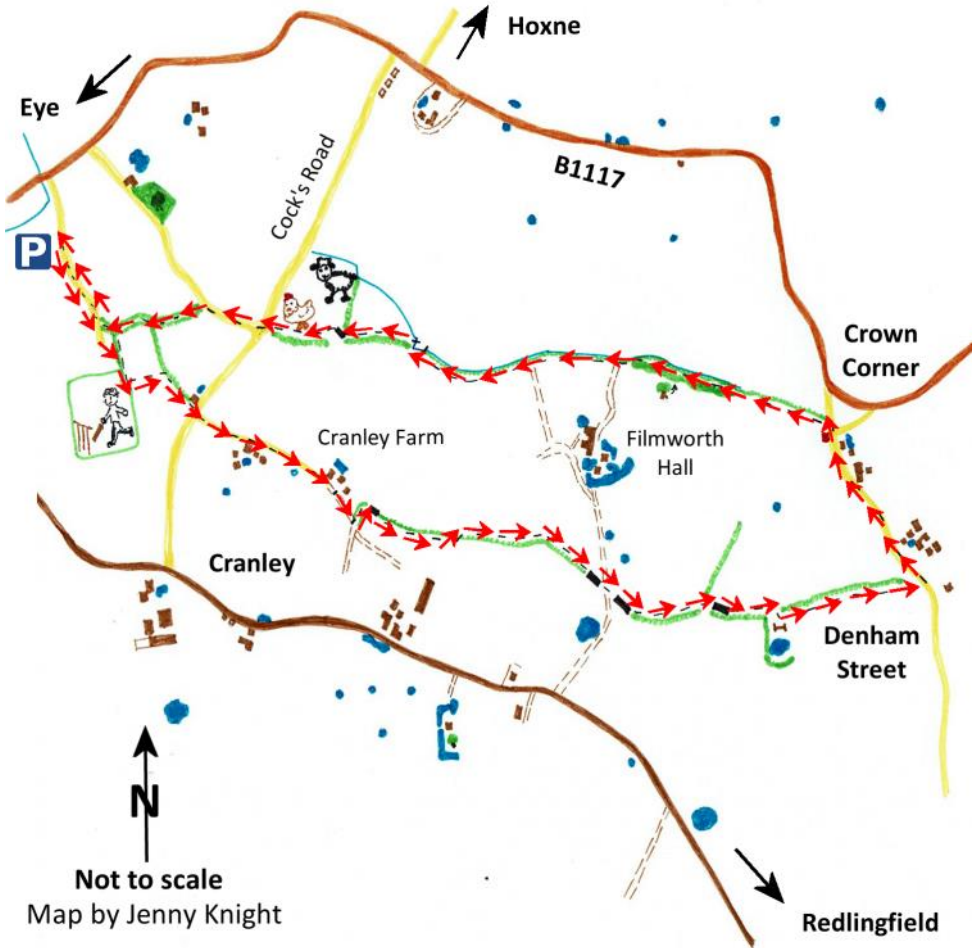 Hoxne
Eye
B1117
Cock's Road
P
Crown
Corner
Cranley Farm
Filmworth
Hall
Cranley
Denham
Street
N
Not to scale
Map by Jenny Knight
Redlingfield